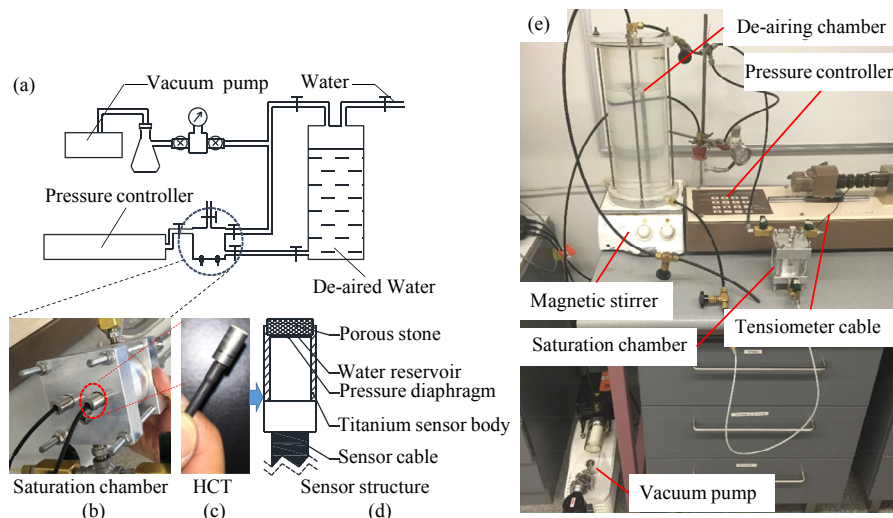 (a)
Vacuum pump
Water
Pressure controller
De-aired Water
Porous stone
Water reservoir
Pressure diaphragm
Titanium sensor body
Sensor cable
Saturation chamber
HCT
Sensor structure
(b)
(c)
(d)
(e)
De-airing chamber
Pressure controller
Magnetic stirrer
Saturation chamber
Tensiometer cable
Vacuum pump